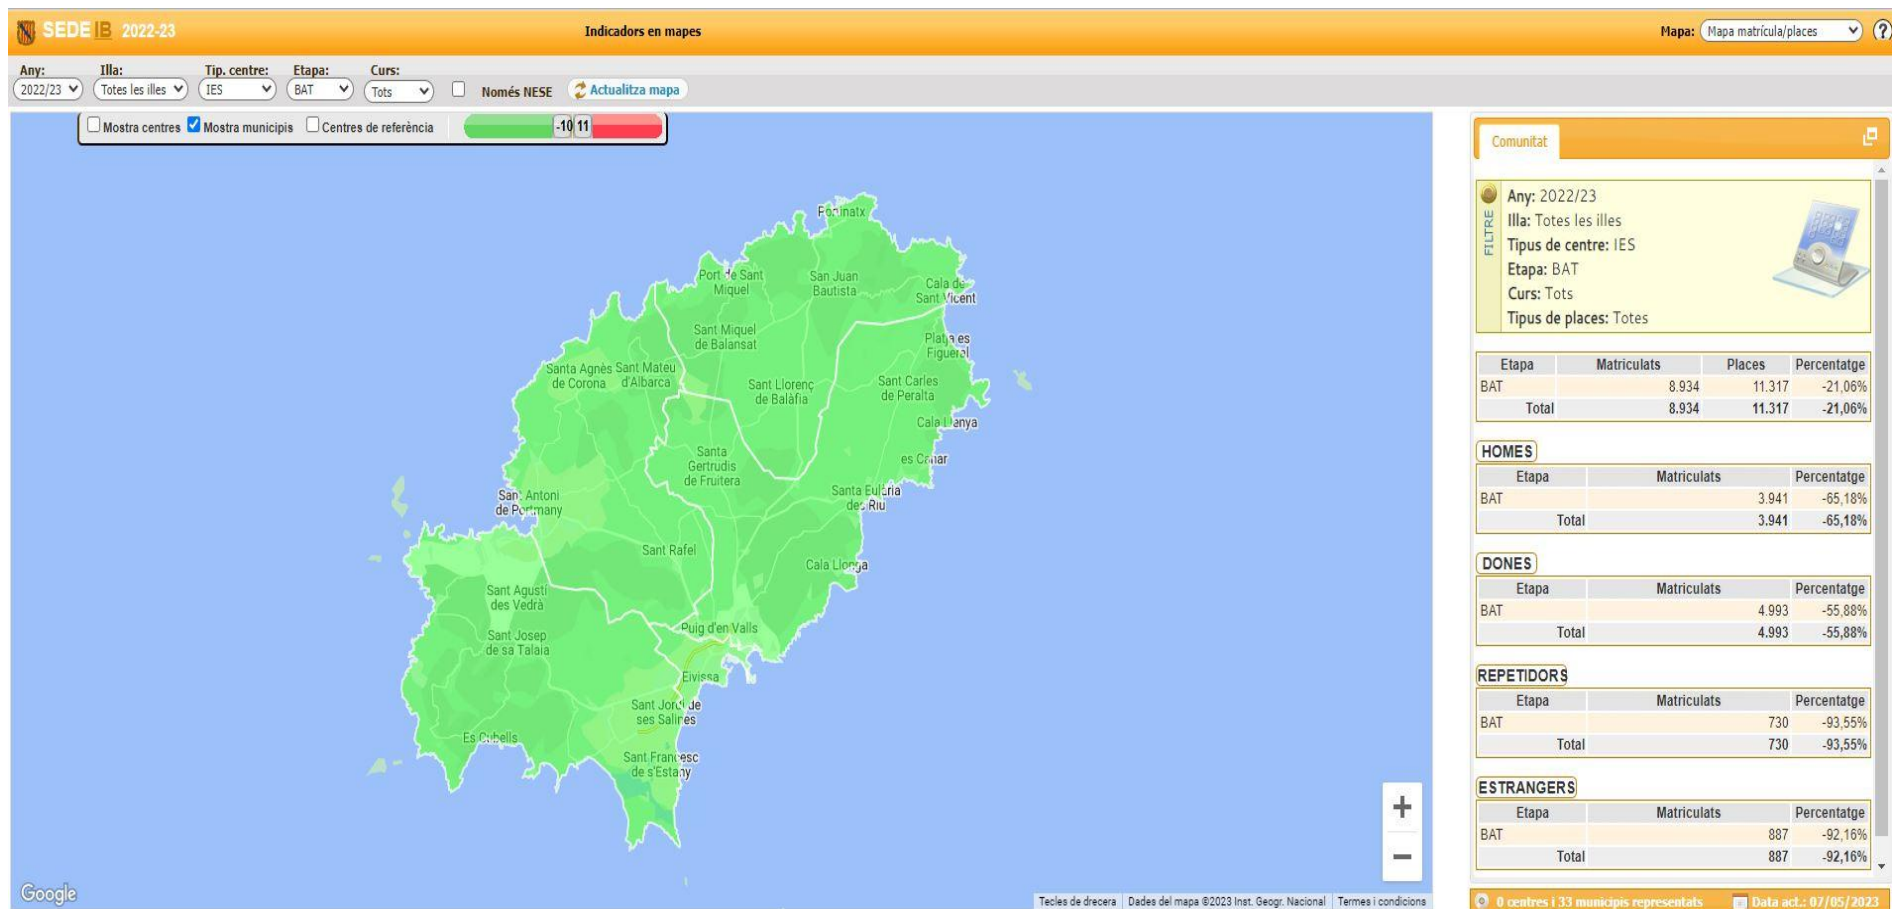 SEDE IB 2022-23
Indicadors en mapes
Mapa: Mapa matrícula/places ?
Any: Illa: Tip. centre: Etapa: Curs:
2022/23 Totes les illes IES BAT Tots Només NESE Actualitza mapa
Mostra centres Mostra municipis Centres de referència -10 11
Portinatx
Port de Sant Miquel
San Juan Bautista
Cala de Sant Vicent
Sant Miquel de Balansat
Platja es Figueral
Santa Agnès de Corona
Sant Mateu d'Albarca
Sant Llorenç de Balàfia
Sant Carles de Peralta
Cala Llenya
Santa Gertrudis de Fruitera
es Canar
Sant Antoni de Portmany
Santa Eulària des Riu
Sant Rafel
Cala Llonga
Sant Agustí des Vedrà
Puig d'en Valls
Sant Josep de sa Talaia
Eivissa
Sant Jordi de ses Salines
Es Cubells
Sant Francesc de s'Estany
+
−
Google
Tecles de drecera Dades del mapa ©2023 Inst. Geogr. Nacional Termes i condicions
Comunitat
FILTRE
Any: 2022/23
Illa: Totes les illes
Tipus de centre: IES
Etapa: BAT
Curs: Tots
Tipus de places: Totes
Etapa Matriculats Places Percentatge
BAT 8.934 11.317 -21,06%
Total 8.934 11.317 -21,06%
HOMES
Etapa Matriculats Percentatge
BAT 3.941 -65,18%
Total 3.941 -65,18%
DONES
Etapa Matriculats Percentatge
BAT 4.993 -55,88%
Total 4.993 -55,88%
REPETIDORS
Etapa Matriculats Percentatge
BAT 730 -93,55%
Total 730 -93,55%
ESTRANGERS
Etapa Matriculats Percentatge
BAT 887 -92,16%
Total 887 -92,16%
0 centres i 33 municipis representats Data act.: 07/05/2023